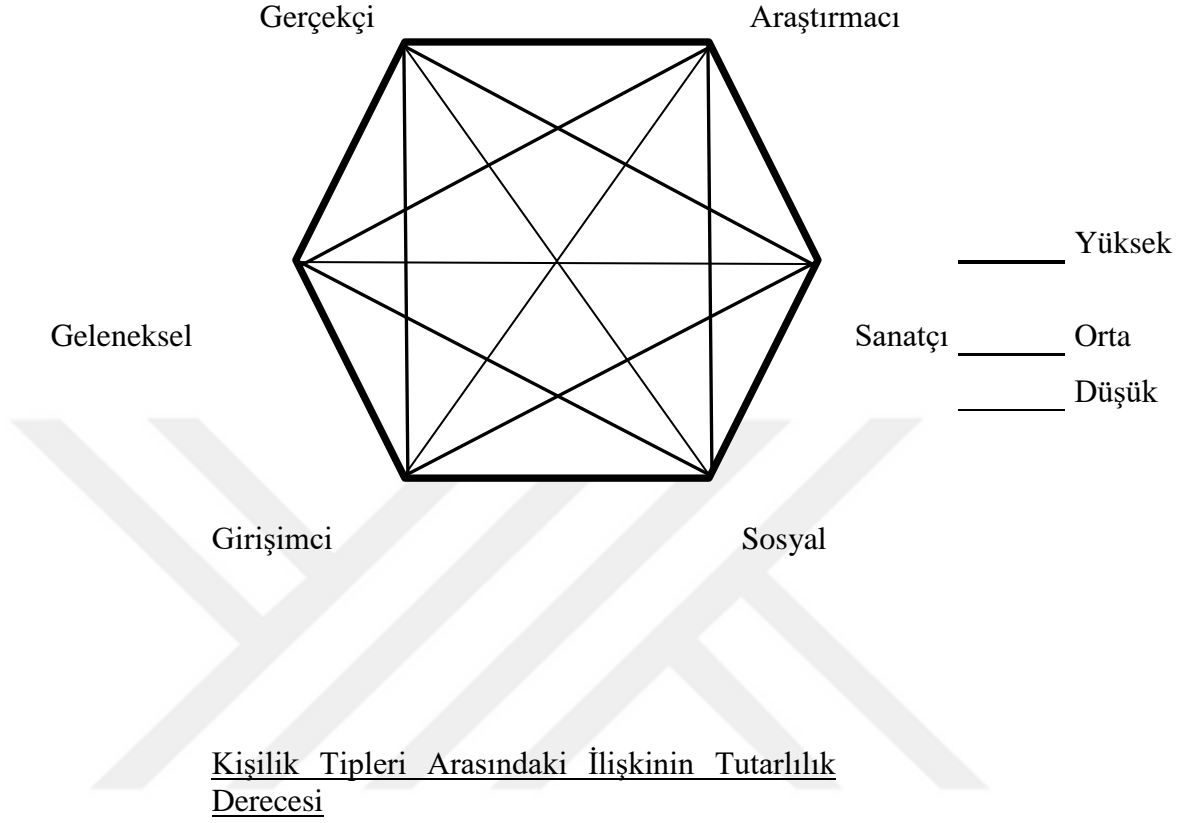 Gerçekçi
Araştırmacı
Yüksek
Geleneksel
Sanatçı
Orta
Düşük
Girişimci
Sosyal
Kişilik Tipleri Arasındaki İlişkinin Tutarlılık
Derecesi